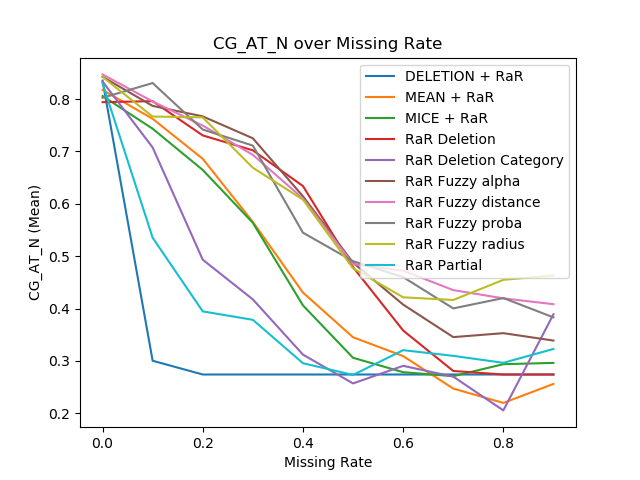 CG_AT_N over Missing Rate
CG_AT_N (Mean)
0.8
0.7
0.6
0.5
0.4
0.3
0.2
DELETION + RaR
MEAN + RaR
MICE + RaR
RaR Deletion
RaR Deletion Category
RaR Fuzzy alpha
RaR Fuzzy distance
RaR Fuzzy proba
RaR Fuzzy radius
RaR Partial
0.0 0.2 0.4 0.6 0.8
Missing Rate